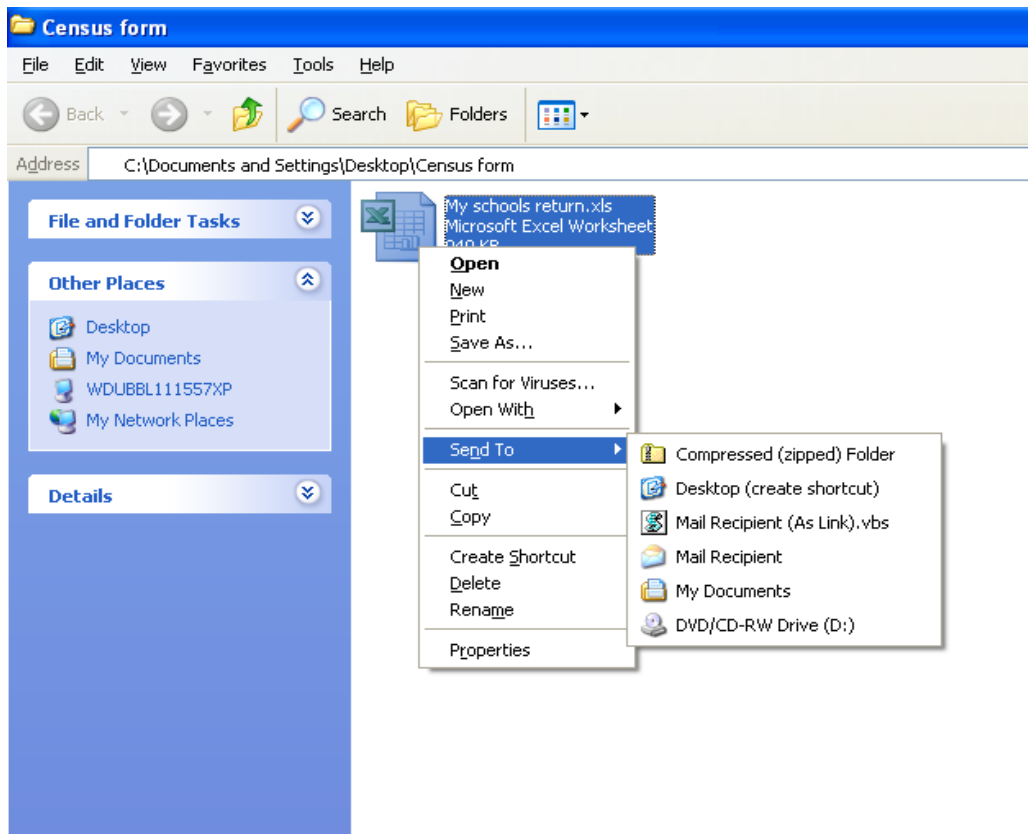 Census form
File Edit View Favorites Tools Help
Back Search Folders
Address C:\Documents and Settings\Desktop\Census form
File and Folder Tasks
Other Places
Desktop
My Documents
WDUBBL111557XP
My Network Places
Details
My schools return.xls
Microsoft Excel Worksheet
Open
New
Print
Save As...
Scan for Viruses...
Open With
Send To
Cut
Copy
Create Shortcut
Delete
Rename
Properties
Compressed (zipped) Folder
Desktop (create shortcut)
Mail Recipient (As Link).vbs
Mail Recipient
My Documents
DVD/CD-RW Drive (D:)